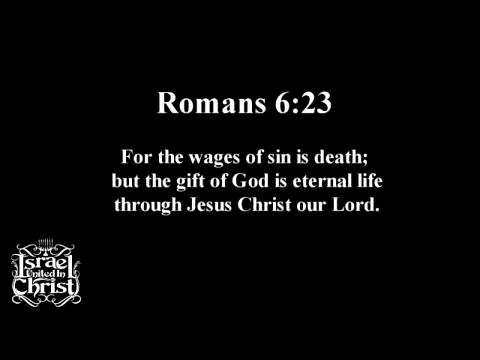 Romans 6:23
For the wages of sin is death;
but the gift of God is eternal life
through Jesus Christ our Lord.
Israel
United In
Christ